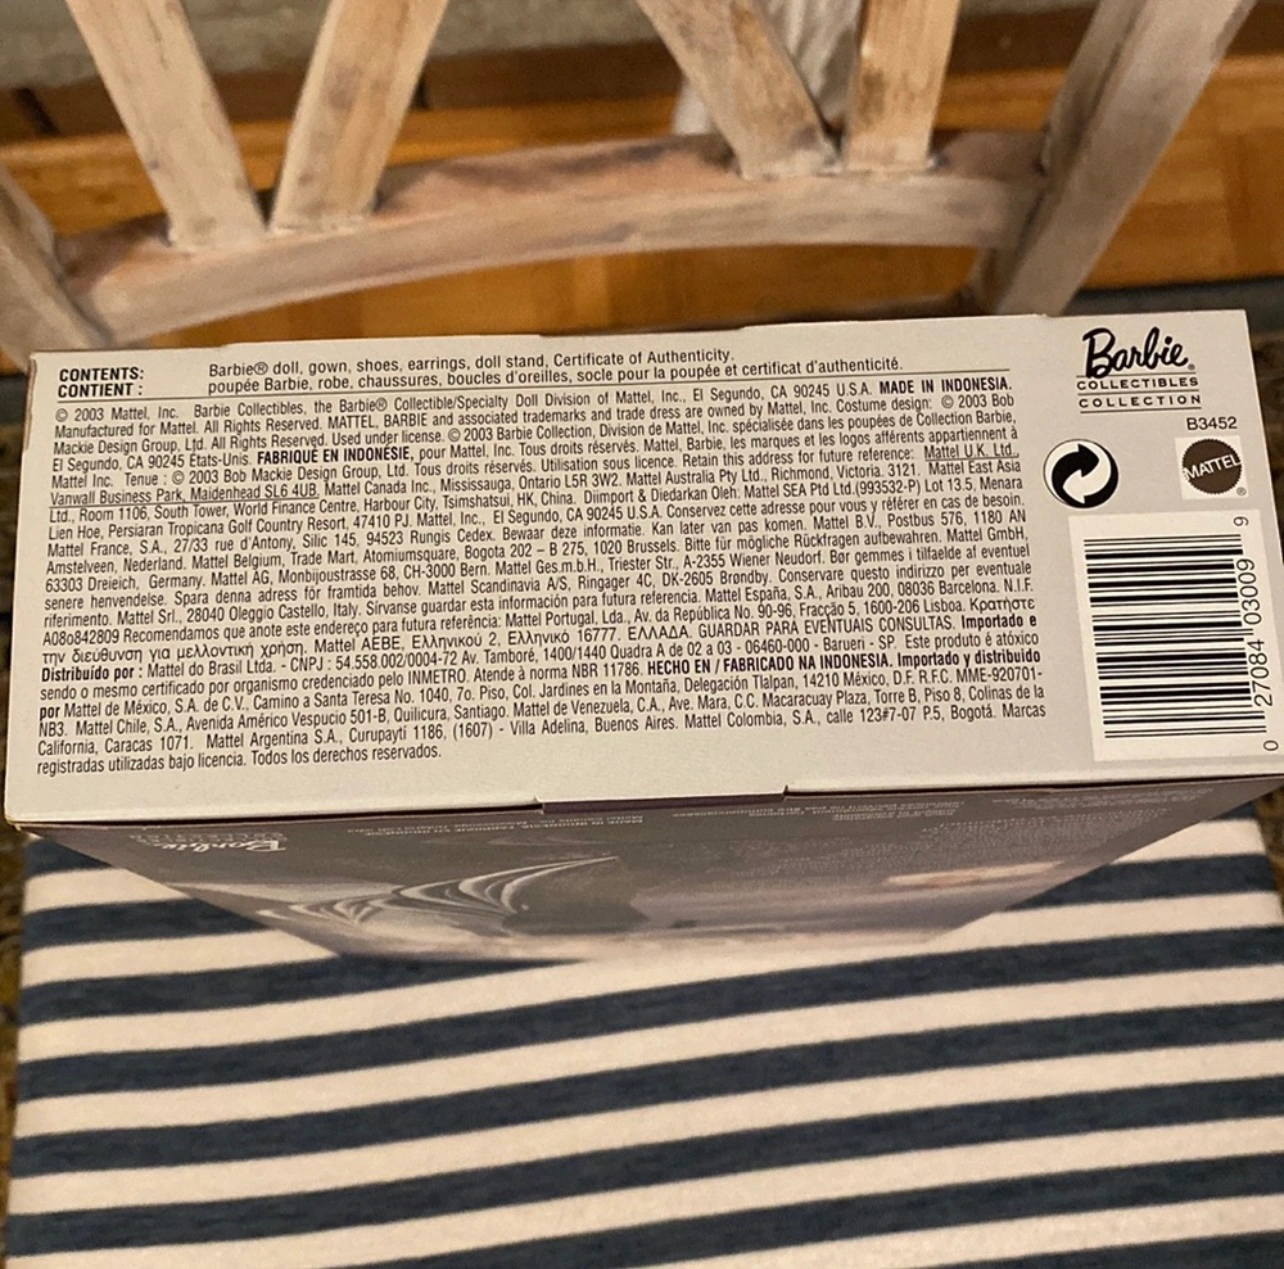 CONTENTS: Barbie® doll, gown, shoes, earrings, doll stand, Certificate of Authenticity.
CONTIENT : poupée Barbie, robe, chaussures, boucles d'oreilles, socle pour la poupée et certificat d'authenticité.
© 2003 Mattel, Inc. Barbie Collectibles, the Barbie® Collectible/Specialty Doll Division of Mattel, Inc., El Segundo, CA 90245 U.S.A. MADE IN INDONESIA.
Manufactured for Mattel. All Rights Reserved. MATTEL, BARBIE and associated trademarks and trade dress are owned by Mattel, Inc. Costume design: © 2003 Bob
Mackie Design Group, Ltd. All Rights Reserved. Used under license. © 2003 Barbie Collection, Division de Mattel, Inc. spécialisée dans les poupées de Collection Barbie,
El Segundo, CA 90245 États-Unis. FABRIQUÉ EN INDONÉSIE, pour Mattel, Inc. Tous droits réservés. Mattel, Barbie, les marques et les logos afférents appartiennent à
Mattel Inc. Tenue : © 2003 Bob Mackie Design Group, Ltd. Tous droits réservés. Utilisation sous licence. Retain this address for future reference: Mattel U.K. Ltd.,
Vanwall Business Park, Maidenhead SL6 4UB. Mattel Canada Inc., Mississauga, Ontario L5R 3W2. Mattel Australia Pty Ltd., Richmond, Victoria. 3121. Mattel East Asia
Ltd., Room 1106, South Tower, World Finance Centre, Harbour City, Tsimshatsui, HK, China. Diimport & Diedarkan Oleh: Mattel SEA Ptd Ltd.(993532-P) Lot 13.5, Menara
Lien Hoe, Persiaran Tropicana Golf Country Resort, 47410 PJ. Mattel, Inc., El Segundo, CA 90245 U.S.A. Conservez cette adresse pour vous y référer en cas de besoin.
Mattel France, S.A., 27/33 rue d'Antony, Silic 145, 94523 Rungis Cedex. Bewaar deze informatie. Kan later van pas komen. Mattel B.V., Postbus 576, 1180 AN
Amstelveen, Nederland. Mattel Belgium, Trade Mart, Atomiumsquare, Bogota 202 – B 275, 1020 Brussels. Bitte für mögliche Rückfragen aufbewahren. Mattel GmbH,
63303 Dreieich, Germany. Mattel AG, Monbijoustrasse 68, CH-3000 Bern. Mattel Ges.m.b.H., Triester Str., A-2355 Wiener Neudorf. Bør gemmes i tilfaelde af eventuel
senere henvendelse. Spara denna adress för framtida behov. Mattel Scandinavia A/S, Ringager 4C, DK-2605 Brøndby. Conservare questo indirizzo per eventuale
riferimento. Mattel Srl., 28040 Oleggio Castello, Italy. Sírvanse guardar esta información para futura referencia. Mattel España, S.A., Aribau 200, 08036 Barcelona. N.I.F.
A08o842809 Recomendamos que anote este endereço para futura referência: Mattel Portugal, Lda., Av. da República No. 90-96, Fracção 5, 1600-206 Lisboa. Κρατήστε
την διεύθυνση για μελλοντική χρήση. Mattel AEBE, Ελληνικού 2, Ελληνικό 16777. ΕΛΛΑΔΑ. GUARDAR PARA EVENTUAIS CONSULTAS. Importado e
Distribuído por : Mattel do Brasil Ltda. - CNPJ : 54.558.002/0004-72 Av. Tamboré, 1400/1440 Quadra A de 02 a 03 - 06460-000 - Barueri - SP. Este produto é atóxico
sendo o mesmo certificado por organismo credenciado pelo INMETRO. Atende à norma NBR 11786. HECHO EN / FABRICADO NA INDONESIA. Importado y distribuido
por Mattel de México, S.A. de C.V., Camino a Santa Teresa No. 1040, 7o. Piso, Col. Jardines en la Montaña, Delegación Tlalpan, 14210 México, D.F. R.F.C. MME-920701-
NB3. Mattel Chile, S.A., Avenida Américo Vespucio 501-B, Quilicura, Santiago. Mattel de Venezuela, C.A., Ave. Mara, C.C. Macaracuay Plaza, Torre B, Piso 8, Colinas de la
California, Caracas 1071. Mattel Argentina S.A., Curupaytí 1186, (1607) - Villa Adelina, Buenos Aires. Mattel Colombia, S.A., calle 123#7-07 P.5, Bogotá. Marcas
registradas utilizadas bajo licencia. Todos los derechos reservados.
Barbie®
COLLECTIBLES
COLLECTION
B3452
MATTEL®
0 27084 03009 6
Barbie